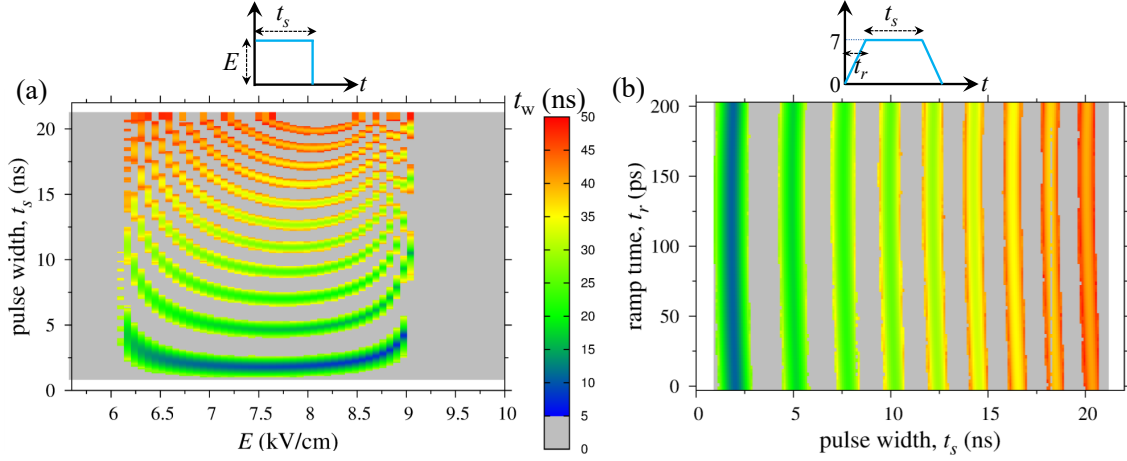 t_s
E
t
(a)
t_w (ns)
20
15
10
5
0
pulse width, t_s (ns)
6
6.5
7
7.5
8
8.5
9
9.5
10
E (kV/cm)
50
45
40
35
30
25
20
15
10
5
0
t_s
7
t_r
0
t
(b)
200
150
100
50
0
ramp time, t_r (ps)
0
5
10
15
20
pulse width, t_s (ns)